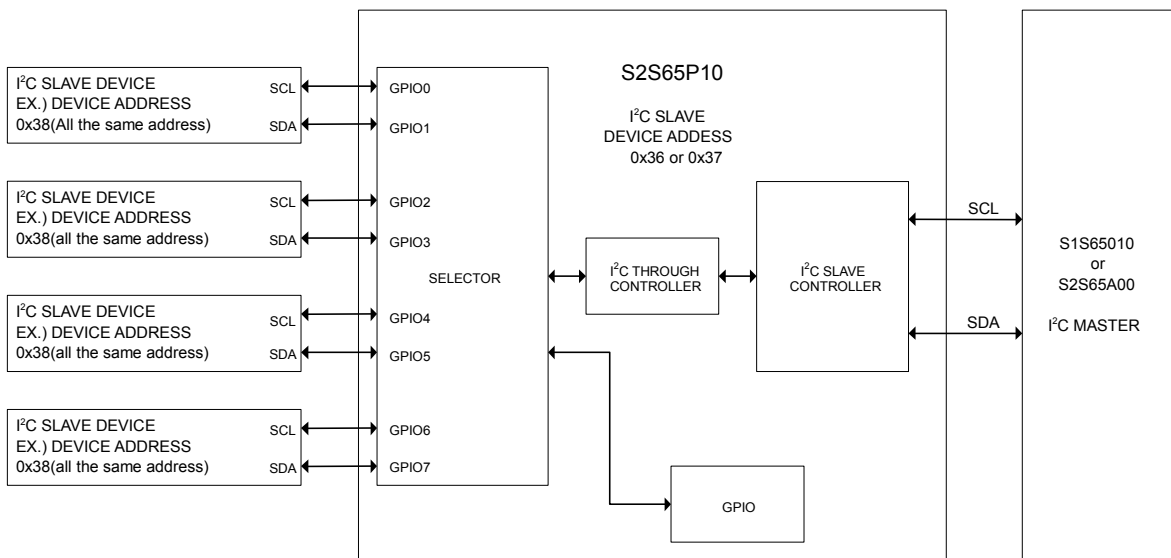 I²C SLAVE DEVICE
EX.) DEVICE ADDRESS
0x38(All the same address)
SCL
SDA
I²C SLAVE DEVICE
EX.) DEVICE ADDRESS
0x38(all the same address)
SCL
SDA
I²C SLAVE DEVICE
EX.) DEVICE ADDRESS
0x38(all the same address)
SCL
SDA
I²C SLAVE DEVICE
EX.) DEVICE ADDRESS
0x38(all the same address)
SCL
SDA
GPIO0
GPIO1
GPIO2
GPIO3
SELECTOR
GPIO4
GPIO5
GPIO6
GPIO7
S2S65P10
I²C SLAVE
DEVICE ADDESS
0x36 or 0x37
I²C THROUGH
CONTROLLER
I²C SLAVE
CONTROLLER
GPIO
SCL
SDA
S1S65010
or
S2S65A00
I²C MASTER